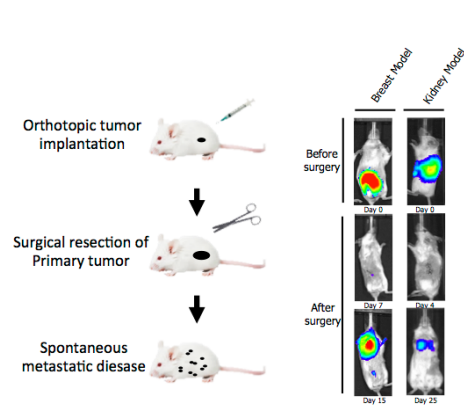 Orthotopic tumor
implantation
Surgical resection of
Primary tumor
Spontaneous
metastatic diesase
Breast Model
Kidney Model
Before
surgery
Day 0
Day 0
After
surgery
Day 7
Day 4
Day 15
Day 25